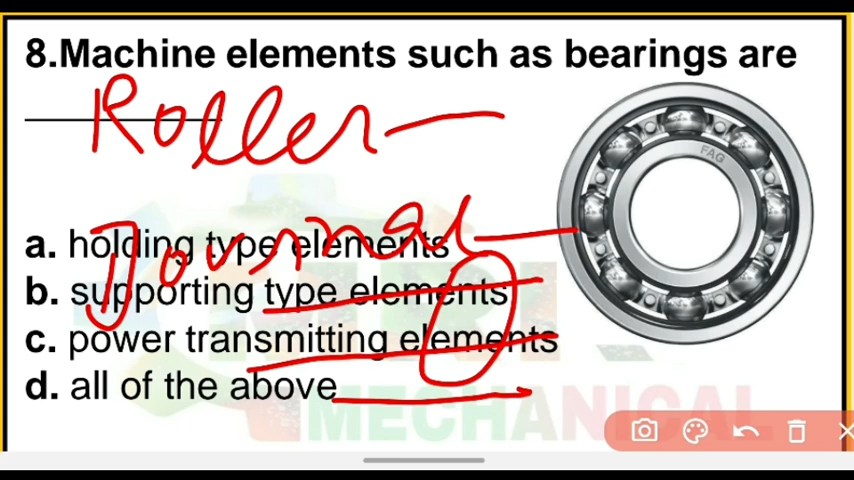 8.Machine elements such as bearings are
Roller
FAG
Journal
a. holding type elements
b. supporting type elements
c. power transmitting elements
d. all of the above
MECHANICAL